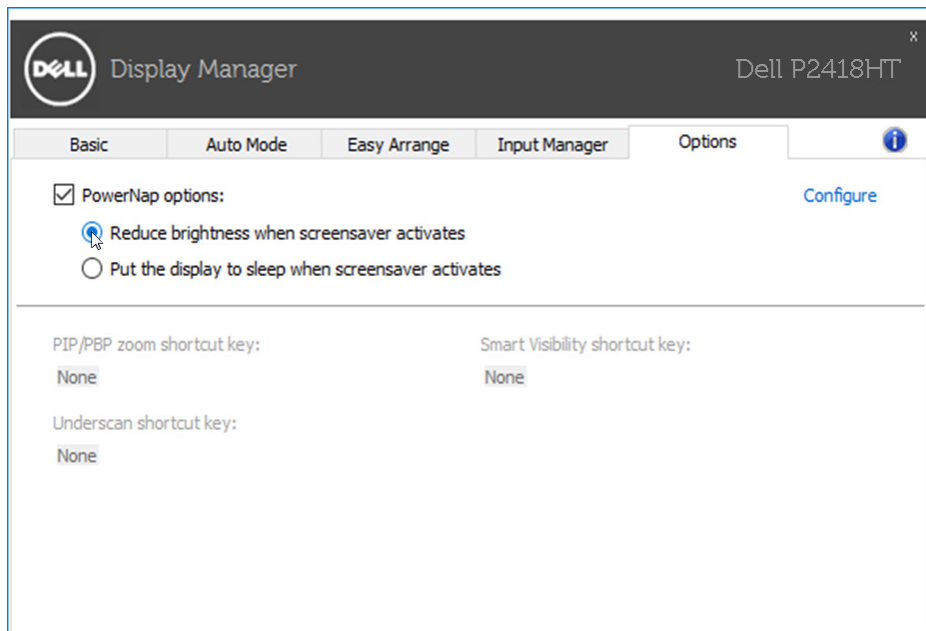 x
DELL Display Manager Dell P2418HT
Basic Auto Mode Easy Arrange Input Manager Options i
PowerNap options: Configure
Reduce brightness when screensaver activates
Put the display to sleep when screensaver activates
PIP/PBP zoom shortcut key: Smart Visibility shortcut key:
None None
Underscan shortcut key:
None